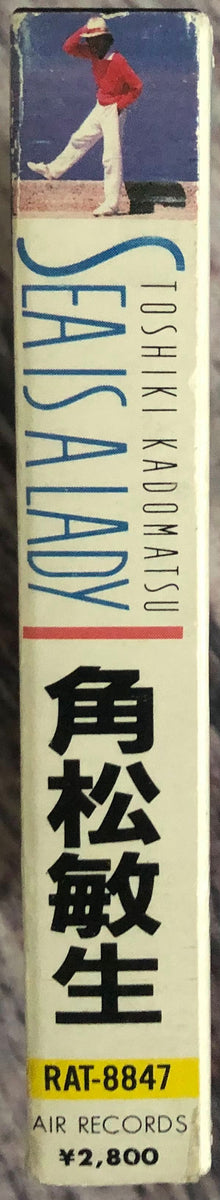 SEA IS A LADY
TOSHIKI KADOMATSU
角松敏生
RAT-8847
AIR RECORDS
¥2,800